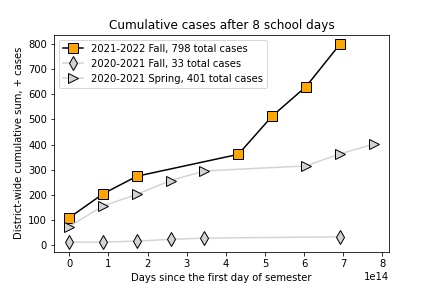 Cumulative cases after 8 school days
2021-2022 Fall, 798 total cases
2020-2021 Fall, 33 total cases
2020-2021 Spring, 401 total cases
District-wide cumulative sum, + cases
800
700
600
500
400
300
200
100
0
0 1 2 3 4 5 6 7 8
1e14
Days since the first day of semester